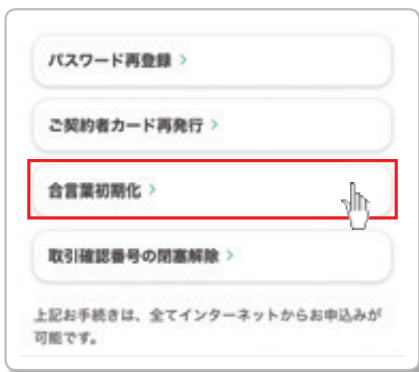 パスワード再登録 >
ご契約者カード再発行 >
合言葉初期化 >
取引確認番号の閉塞解除 >
上記お手続きは、全てインターネットからお申込みが
可能です。